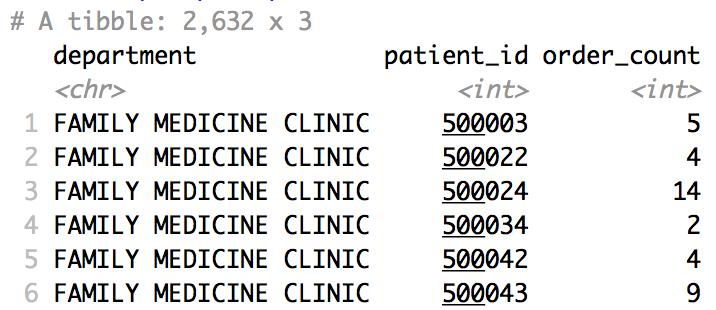 # A tibble: 2,632 x 3
department patient_id order_count
<chr> <int> <int>
1 FAMILY MEDICINE CLINIC 500003 5
2 FAMILY MEDICINE CLINIC 500022 4
3 FAMILY MEDICINE CLINIC 500024 14
4 FAMILY MEDICINE CLINIC 500034 2
5 FAMILY MEDICINE CLINIC 500042 4
6 FAMILY MEDICINE CLINIC 500043 9